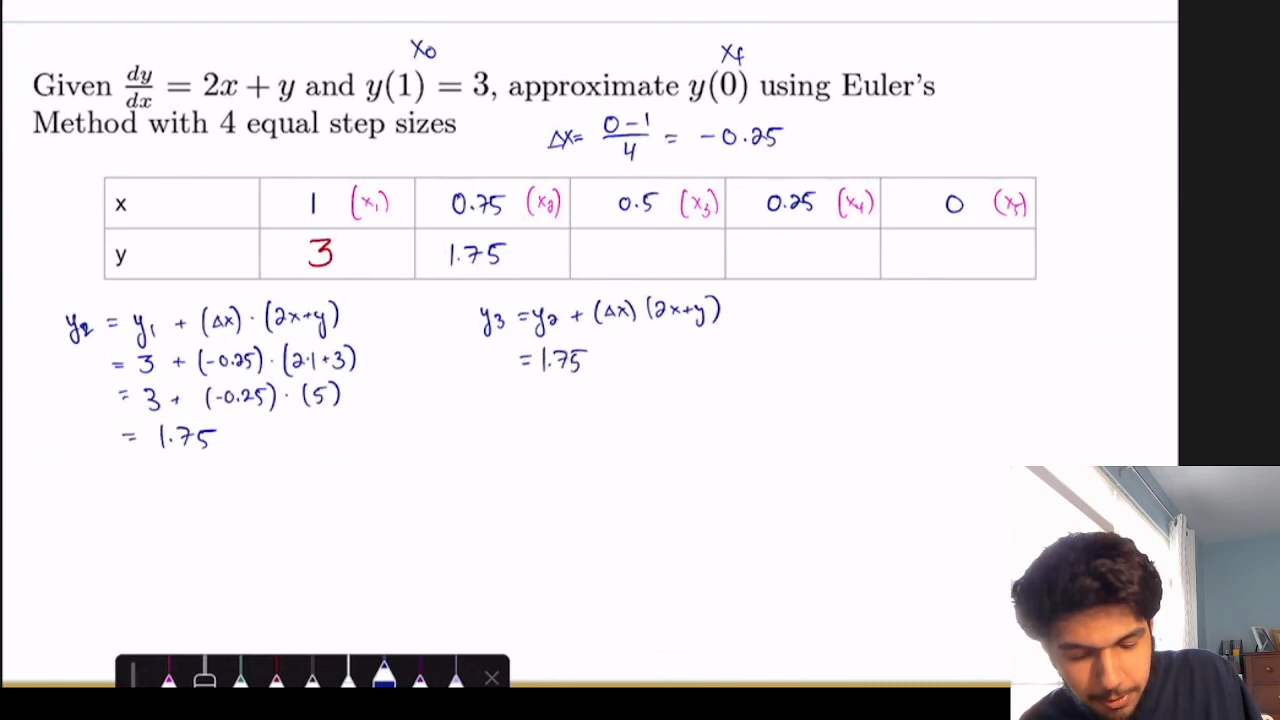 x₀ x_f
Given dy/dx = 2x + y and y(1) = 3, approximate y(0) using Euler's
Method with 4 equal step sizes
Δx = (0-1)/4 = -0.25
x 1 (x₁) 0.75 (x₂) 0.5 (x₃) 0.25 (x₄) 0 (x₅)
y 3 1.75
y₂ = y₁ + (Δx) · (2x+y)
= 3 + (-0.25) · (2·1+3)
= 3 + (-0.25) · (5)
= 1.75
y₃ = y₂ + (Δx) (2x+y)
= 1.75